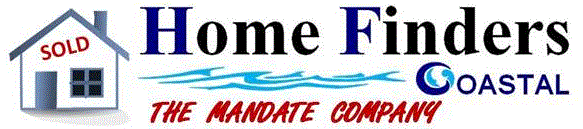 SOLD
Home Finders
COASTAL
THE MANDATE COMPANY